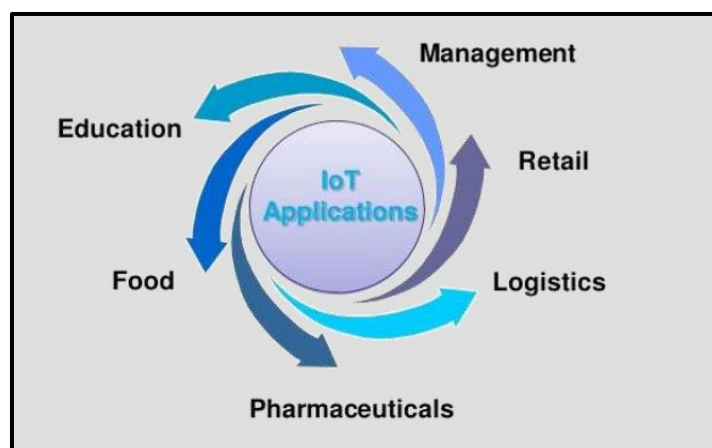 Management
Education
Retail
IoT
Applications
Food
Logistics
Pharmaceuticals